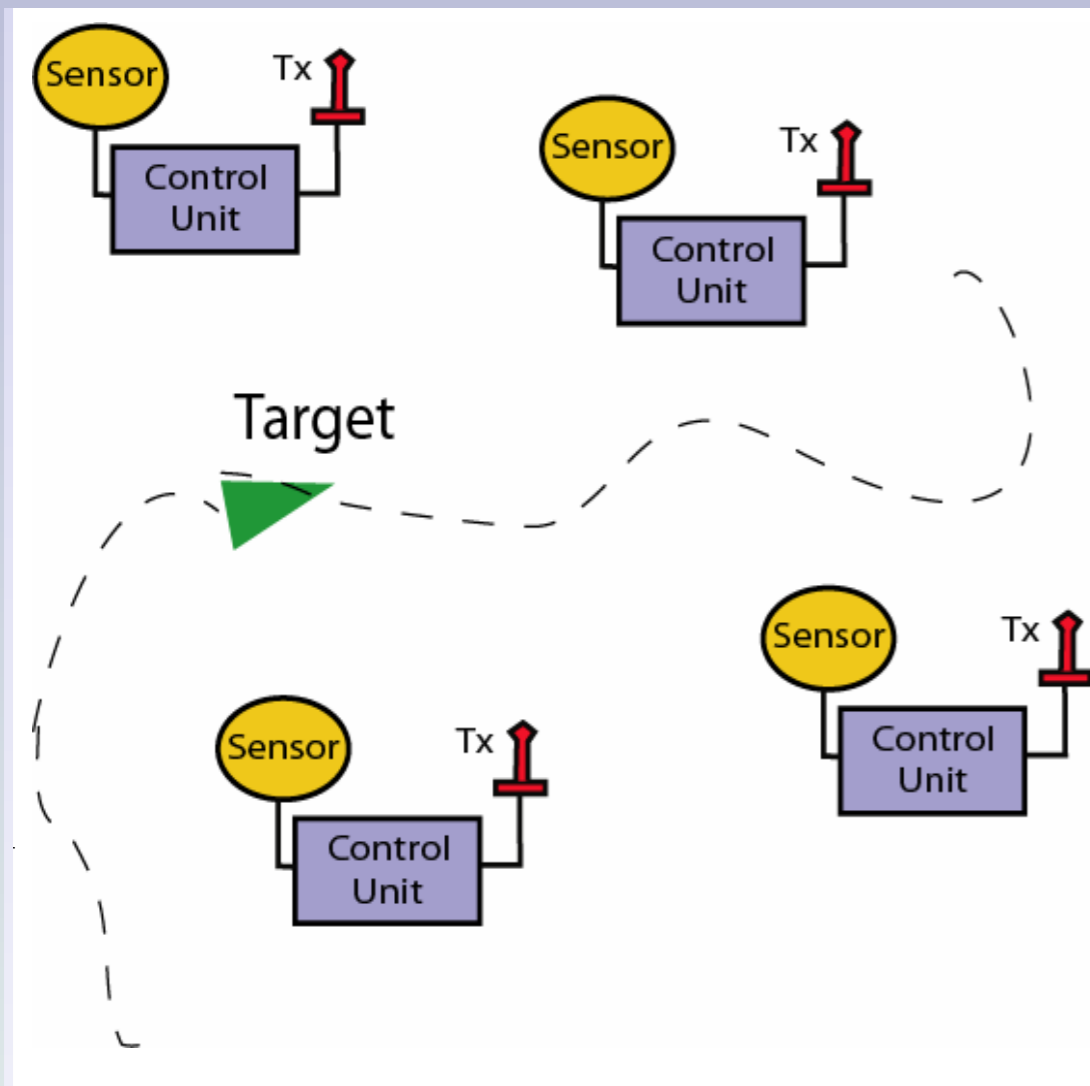 Sensor
Tx
Control
Unit
Sensor
Tx
Control
Unit
Target
Sensor
Tx
Control
Unit
Sensor
Tx
Control
Unit